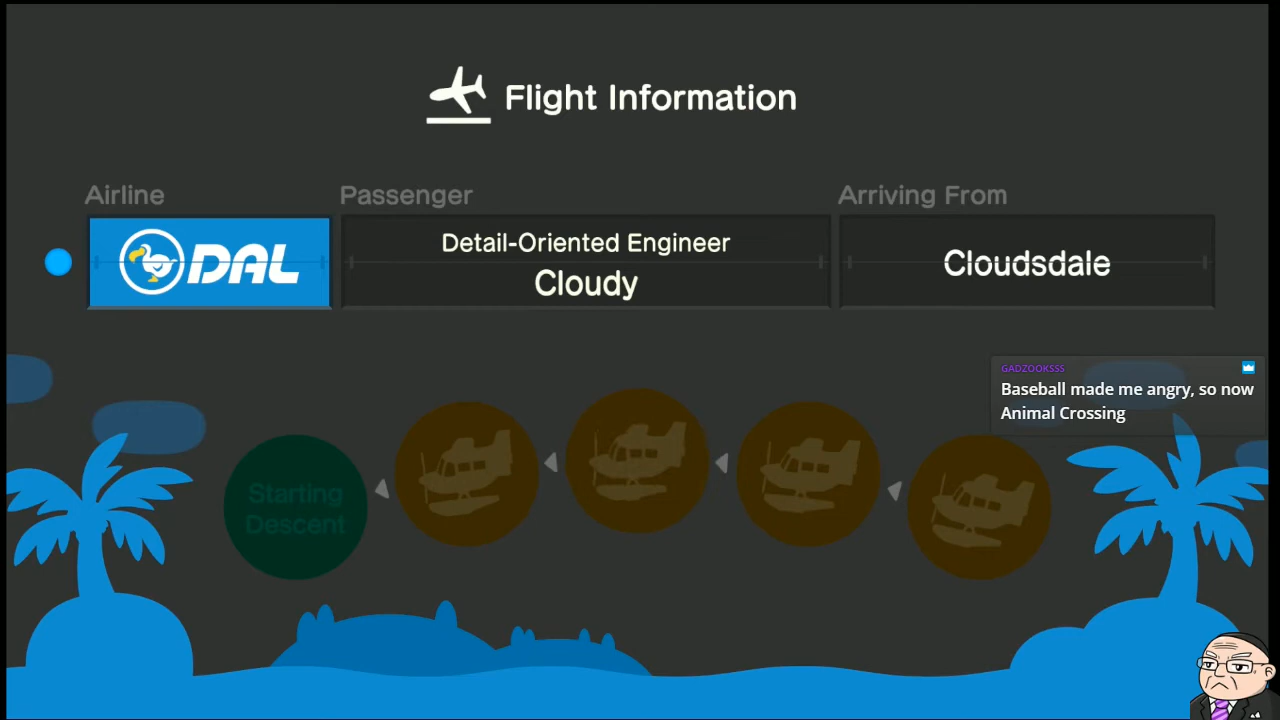 Flight Information
Airline
Passenger
Arriving From
DAL
Detail-Oriented Engineer
Cloudy
Cloudsdale
GADZOOKSSS
Baseball made me angry, so now
Animal Crossing
Starting
Descent